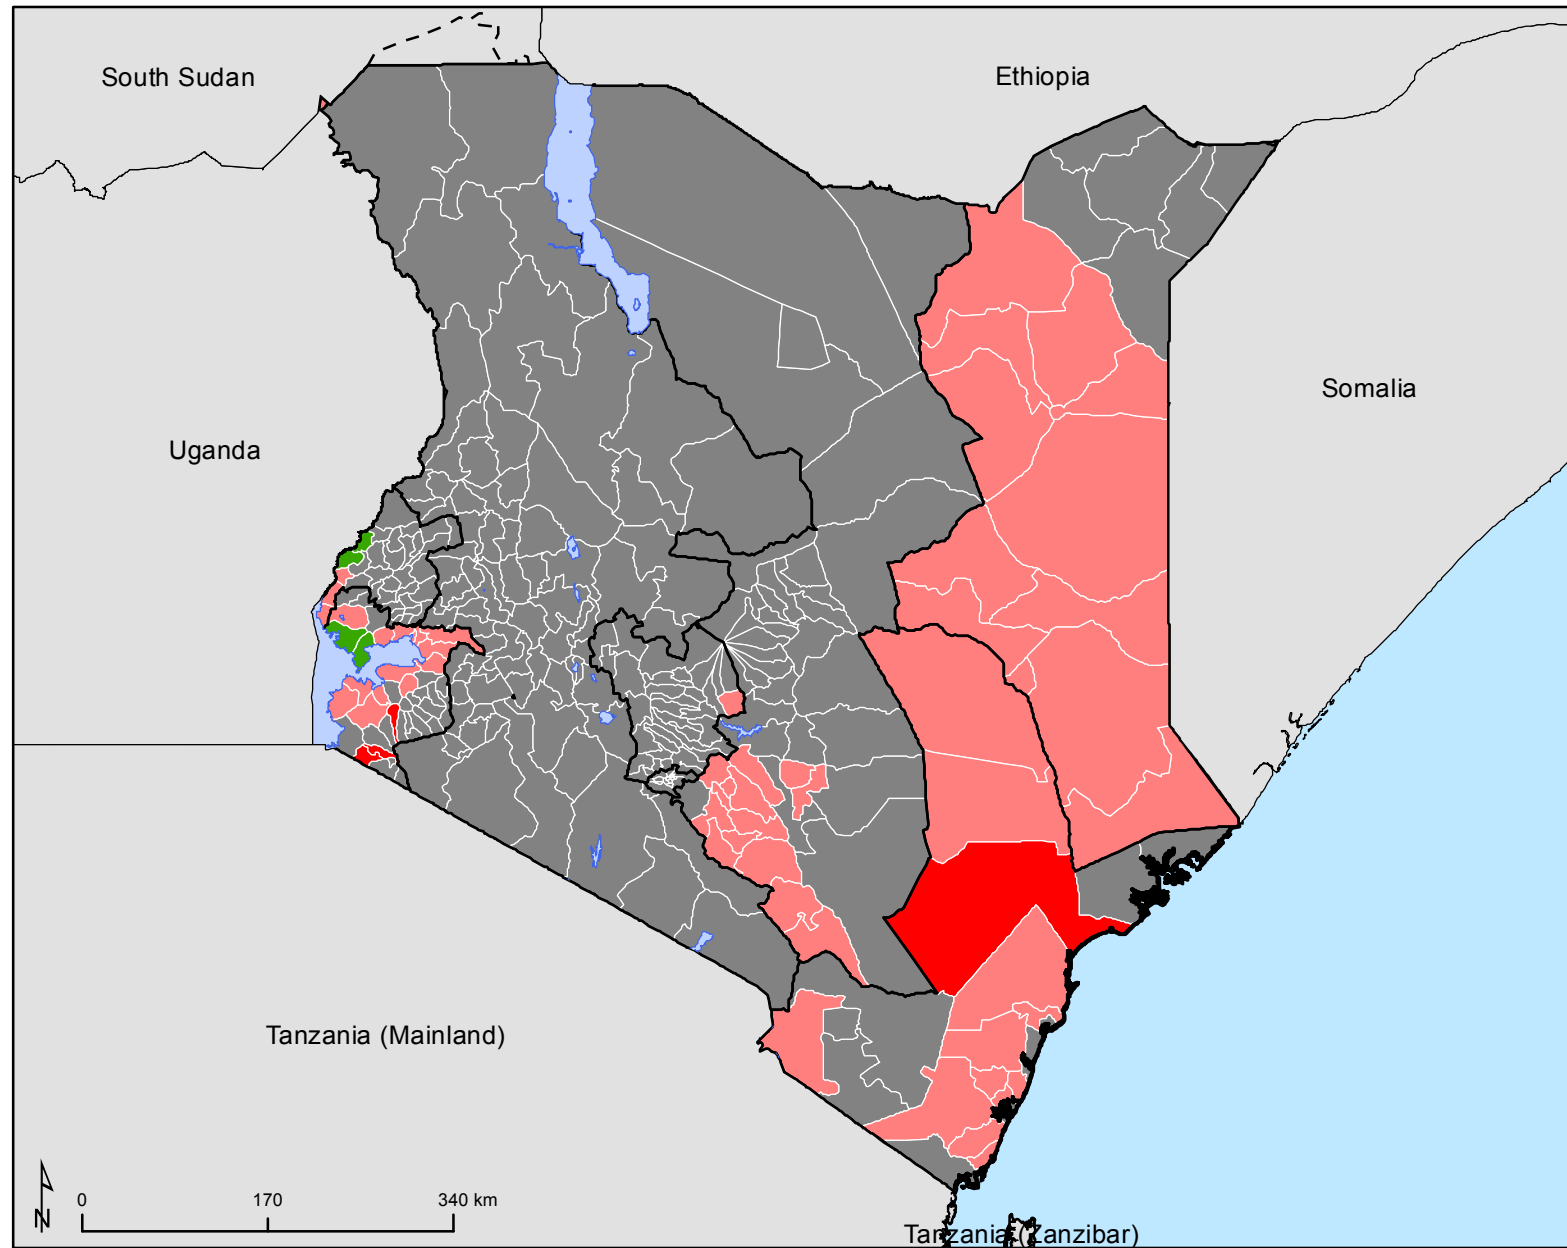 South Sudan
Ethiopia
Somalia
Uganda
Tanzania (Mainland)
N
0 170 340 km
Tanzania (Zanzibar)